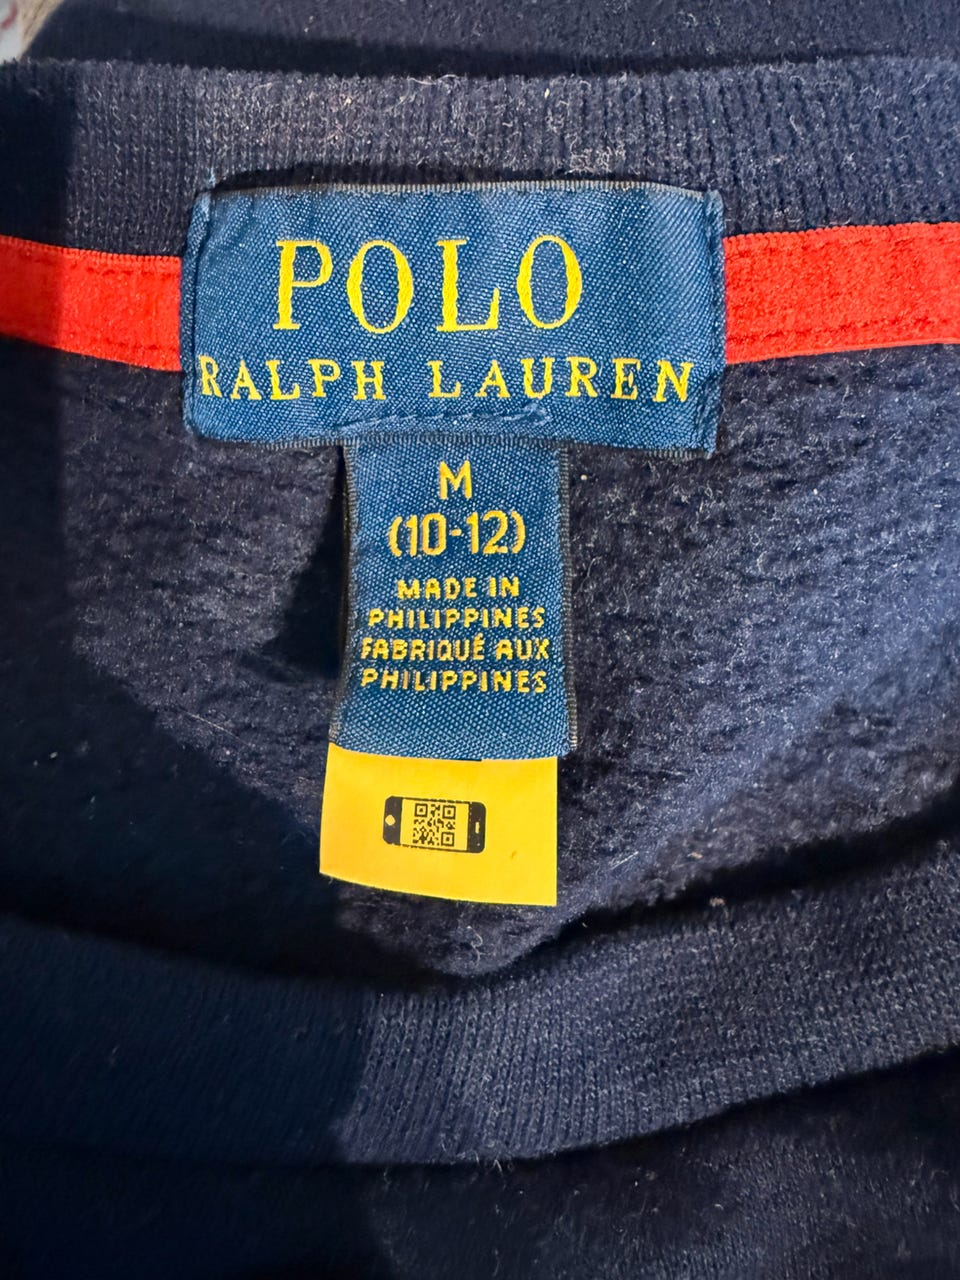 POLO
RALPH LAUREN
M
(10-12)
MADE IN
PHILIPPINES
FABRIQUÉ AUX
PHILIPPINES